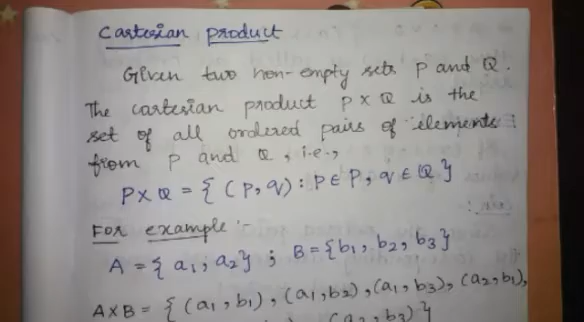 Cartesian product
Given two non-empty sets P and Q.
The cartesian product P x Q is the
set of all ordered pairs of elements
from P and Q, i.e.,
P x Q = { (p, q) : p ∈ P, q ∈ Q }
For example :
A = { a₁, a₂} ; B = {b₁, b₂, b₃}
A x B = { (a₁, b₁), (a₁, b₂), (a₁, b₃), (a₂, b₁),
(a₂, b₃) }